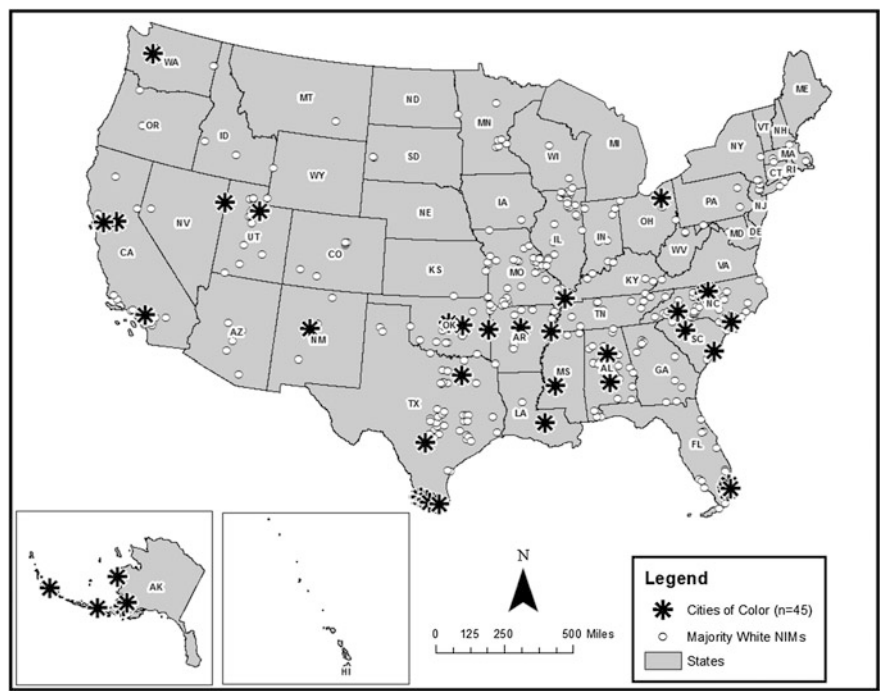 WA
MT
ND
MN
OR
ID
SD
WI
MI
ME
VT
NH
NY
MA
RI
CT
WY
IA
NE
PA
NJ
NV
UT
OH
IL
IN
MD
DE
CA
CO
WV
KS
MO
VA
KY
NC
TN
AZ
NM
OK
AR
SC
MS
AL
GA
TX
LA
FL
AK
HI
N
0 125 250 500 Miles
Legend
Cities of Color (n=45)
Majority White NIMs
States